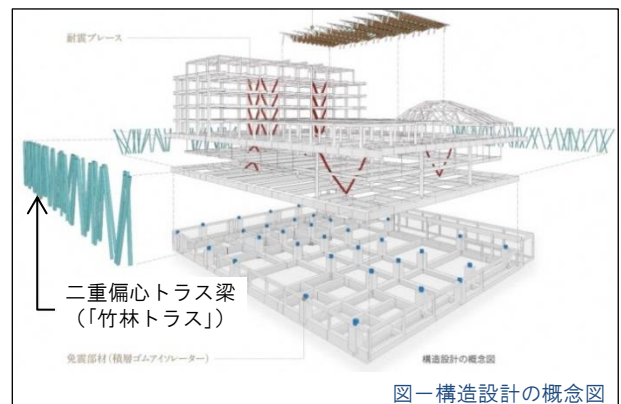 耐震ブレース
二重偏心トラス梁
（「竹林トラス」）
免震部材（積層ゴムアイソレーター）
構造設計の概念図
図ー構造設計の概念図